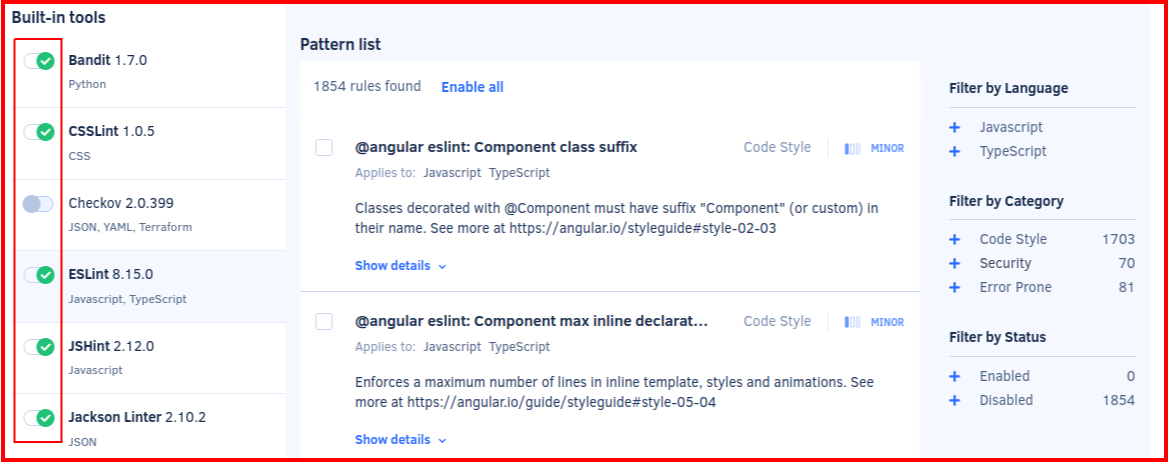 Built-in tools
Bandit 1.7.0
Python
CSSLint 1.0.5
CSS
Checkov 2.0.399
JSON, YAML, Terraform
ESLint 8.15.0
Javascript, TypeScript
JSHint 2.12.0
Javascript
Jackson Linter 2.10.2
JSON
Pattern list
1854 rules found Enable all
@angular eslint: Component class suffix Code Style MINOR
Applies to: Javascript TypeScript
Classes decorated with @Component must have suffix "Component" (or custom) in
their name. See more at https://angular.io/styleguide#style-02-03
Show details
@angular eslint: Component max inline declarat... Code Style MINOR
Applies to: Javascript TypeScript
Enforces a maximum number of lines in inline template, styles and animations. See
more at https://angular.io/guide/styleguide#style-05-04
Show details
Filter by Language
+ Javascript
+ TypeScript
Filter by Category
+ Code Style 1703
+ Security 70
+ Error Prone 81
Filter by Status
+ Enabled 0
+ Disabled 1854